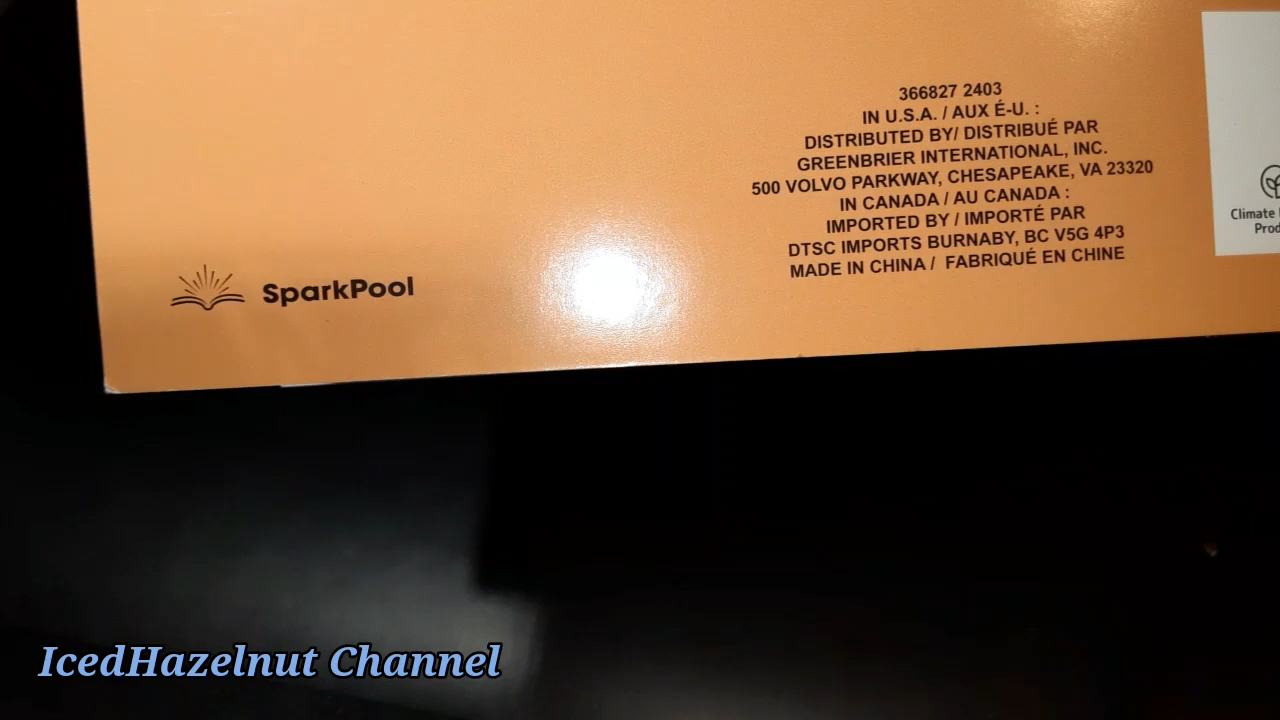 366827 2403
IN U.S.A. / AUX É-U. :
DISTRIBUTED BY/ DISTRIBUÉ PAR
GREENBRIER INTERNATIONAL, INC.
500 VOLVO PARKWAY, CHESAPEAKE, VA 23320
IN CANADA / AU CANADA :
IMPORTED BY / IMPORTÉ PAR
DTSC IMPORTS BURNABY, BC V5G 4P3
MADE IN CHINA / FABRIQUÉ EN CHINE
Climate
SparkPool
IcedHazelnut Channel